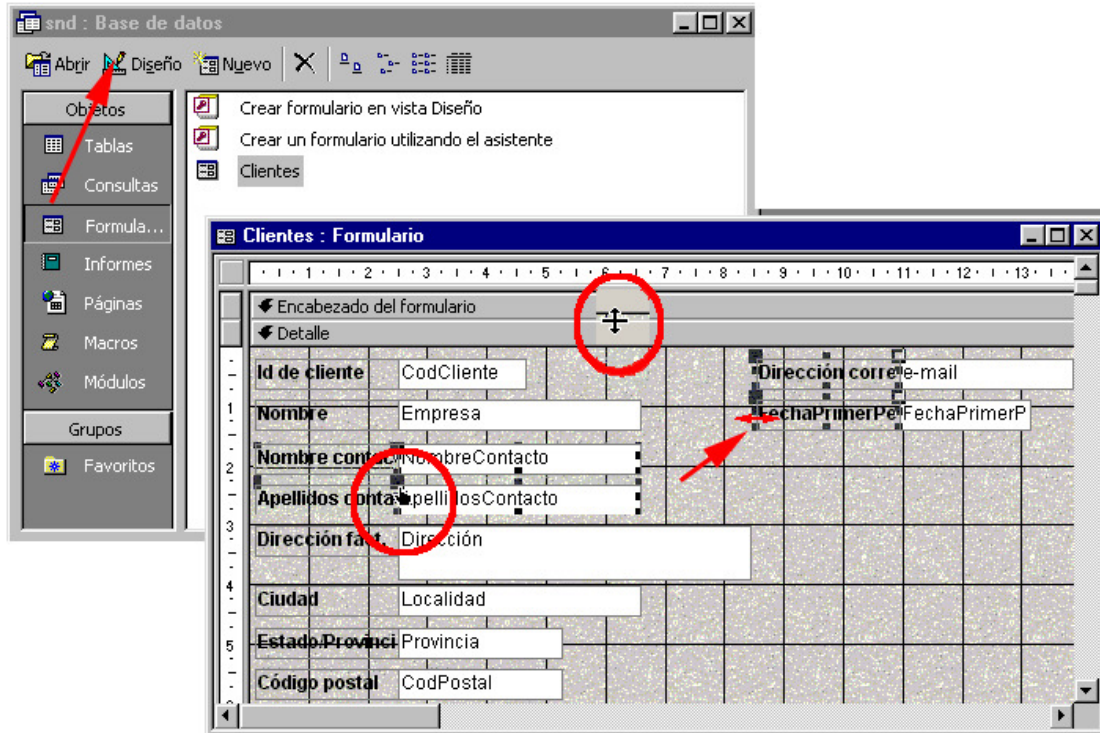 snd : Base de datos
Abrir Diseño Nuevo
Objetos
Tablas
Consultas
Formula...
Informes
Páginas
Macros
Módulos
Grupos
Favoritos
Crear formulario en vista Diseño
Crear un formulario utilizando el asistente
Clientes
Clientes : Formulario
1 2 3 4 5 6 7 8 9 10 11 12 13
Encabezado del formulario
Detalle
Id de cliente CodCliente Dirección corre e-mail
1
Nombre Empresa FechaPrimerPe FechaPrimerP
Nombre contac NombreContacto
2
Apellidos conta ApellidosContacto
3
Dirección fact. Dirección
4
Ciudad Localidad
5
Estado/Provinci Provincia
Código postal CodPostal